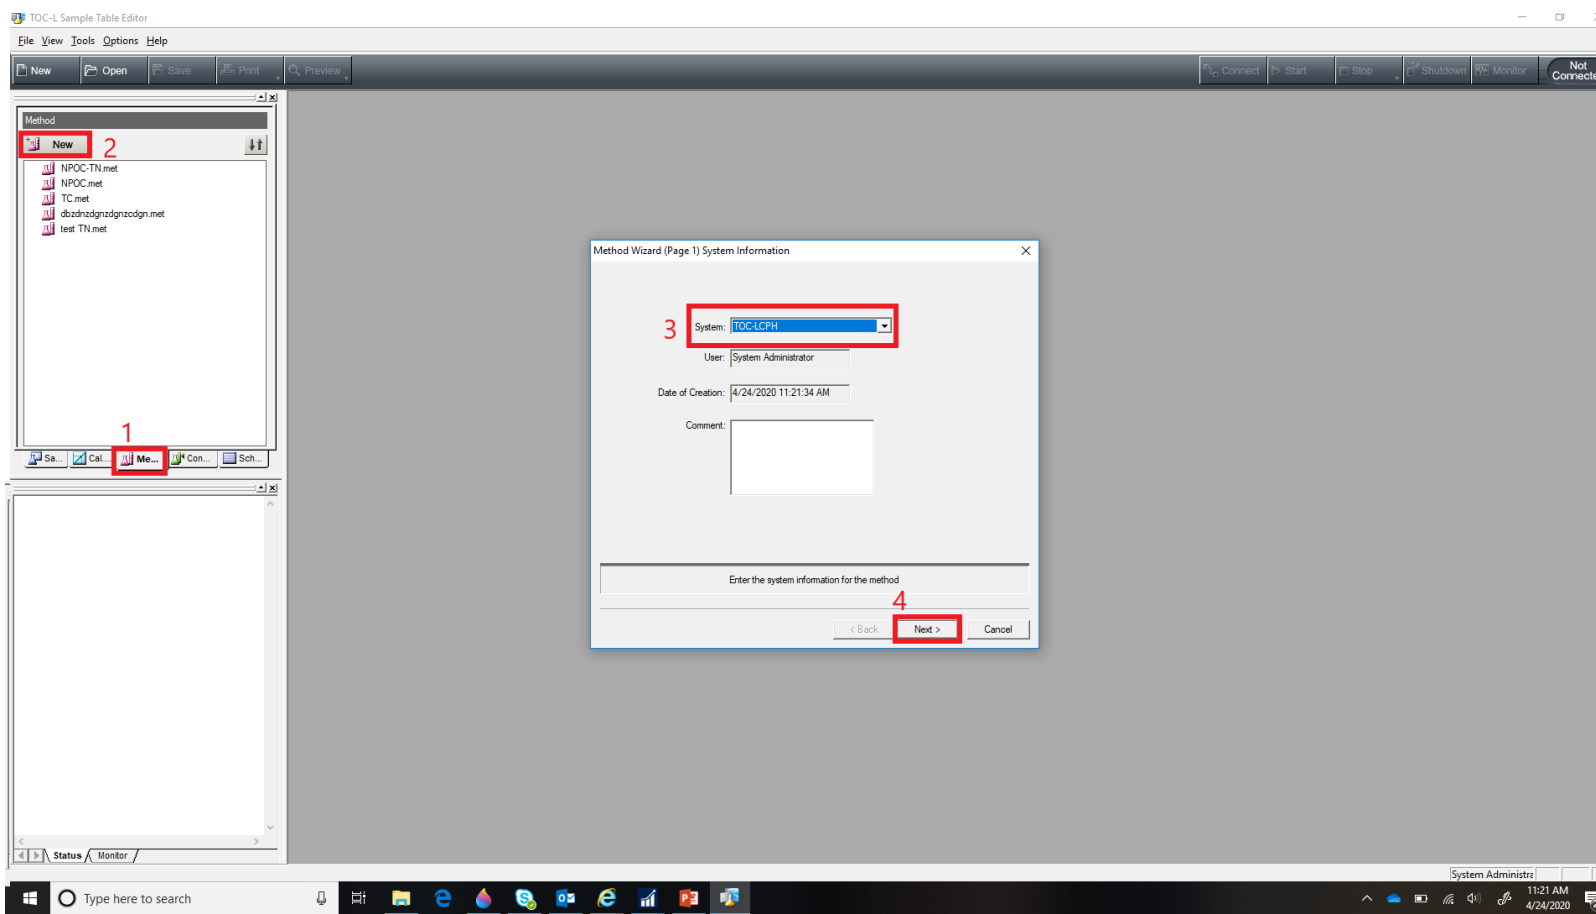 TOC-L Sample Table Editor
File View Tools Options Help
New Open Save Print Preview Connect Start Stop Shutdown Monitor Not Connecte
Method
New 2
NPOC-TN.met
NPOC.met
TC.met
dbzdnzdgnzdgnzcdgn.met
test TN.met
1
Sa... Cal... Me... Con... Sch...
Method Wizard (Page 1) System Information
3 System: TOC-LCPH
User: System Administrator
Date of Creation: 4/24/2020 11:21:34 AM
Comment:
Enter the system information for the method
4
< Back Next > Cancel
Status Monitor
System Administra
Type here to search
11:21 AM
4/24/2020